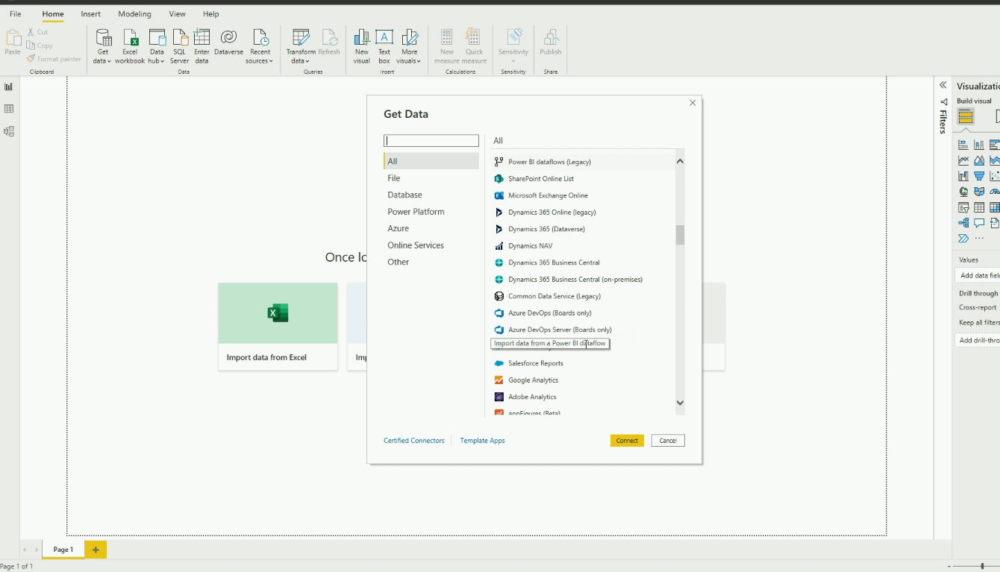 File Home Insert Modeling View Help
Paste
Cut
Copy
Format painter
Clipboard
Get data
Excel workbook
Data hub
SQL Server
Enter data
Dataverse
Recent sources
Data
Transform data
Refresh
Queries
New visual
Text box
More visuals
Insert
New measure
Quick measure
Calculations
Sensitivity
Sensitivity
Publish
Share
Get Data
All
File
Database
Power Platform
Azure
Online Services
Other
All
Power BI dataflows (Legacy)
SharePoint Online List
Microsoft Exchange Online
Dynamics 365 Online (legacy)
Dynamics 365 (Dataverse)
Dynamics NAV
Dynamics 365 Business Central
Dynamics 365 Business Central (on-premises)
Common Data Service (Legacy)
Azure DevOps (Boards only)
Azure DevOps Server (Boards only)
Import data from a Power BI dataflow
Salesforce Reports
Google Analytics
Adobe Analytics
appFigures (Beta)
Certified Connectors
Template Apps
Connect
Cancel
Once lo
Import data from Excel
Im
Filters
Visualizatio
Build visual
Values
Add data field
Drill through
Cross-report
Keep all filters
Add drill-thro
Page 1
Page 1 of 1